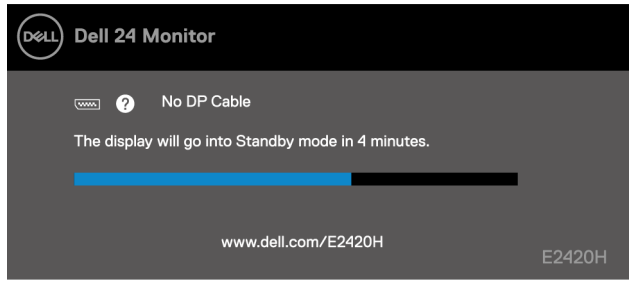 DELL Dell 24 Monitor
? No DP Cable
The display will go into Standby mode in 4 minutes.
www.dell.com/E2420H
E2420H